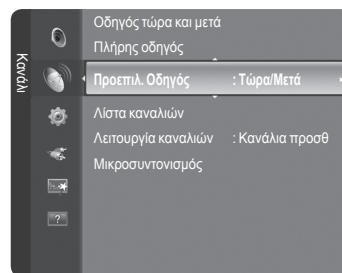 Κανάλι
Οδηγός τώρα και μετά
Πλήρης οδηγός
Προεπιλ. Οδηγός : Τώρα/Μετά
Λίστα καναλιών
Λειτουργία καναλιών : Κανάλια προσθ
Μικροσυντονισμός
?